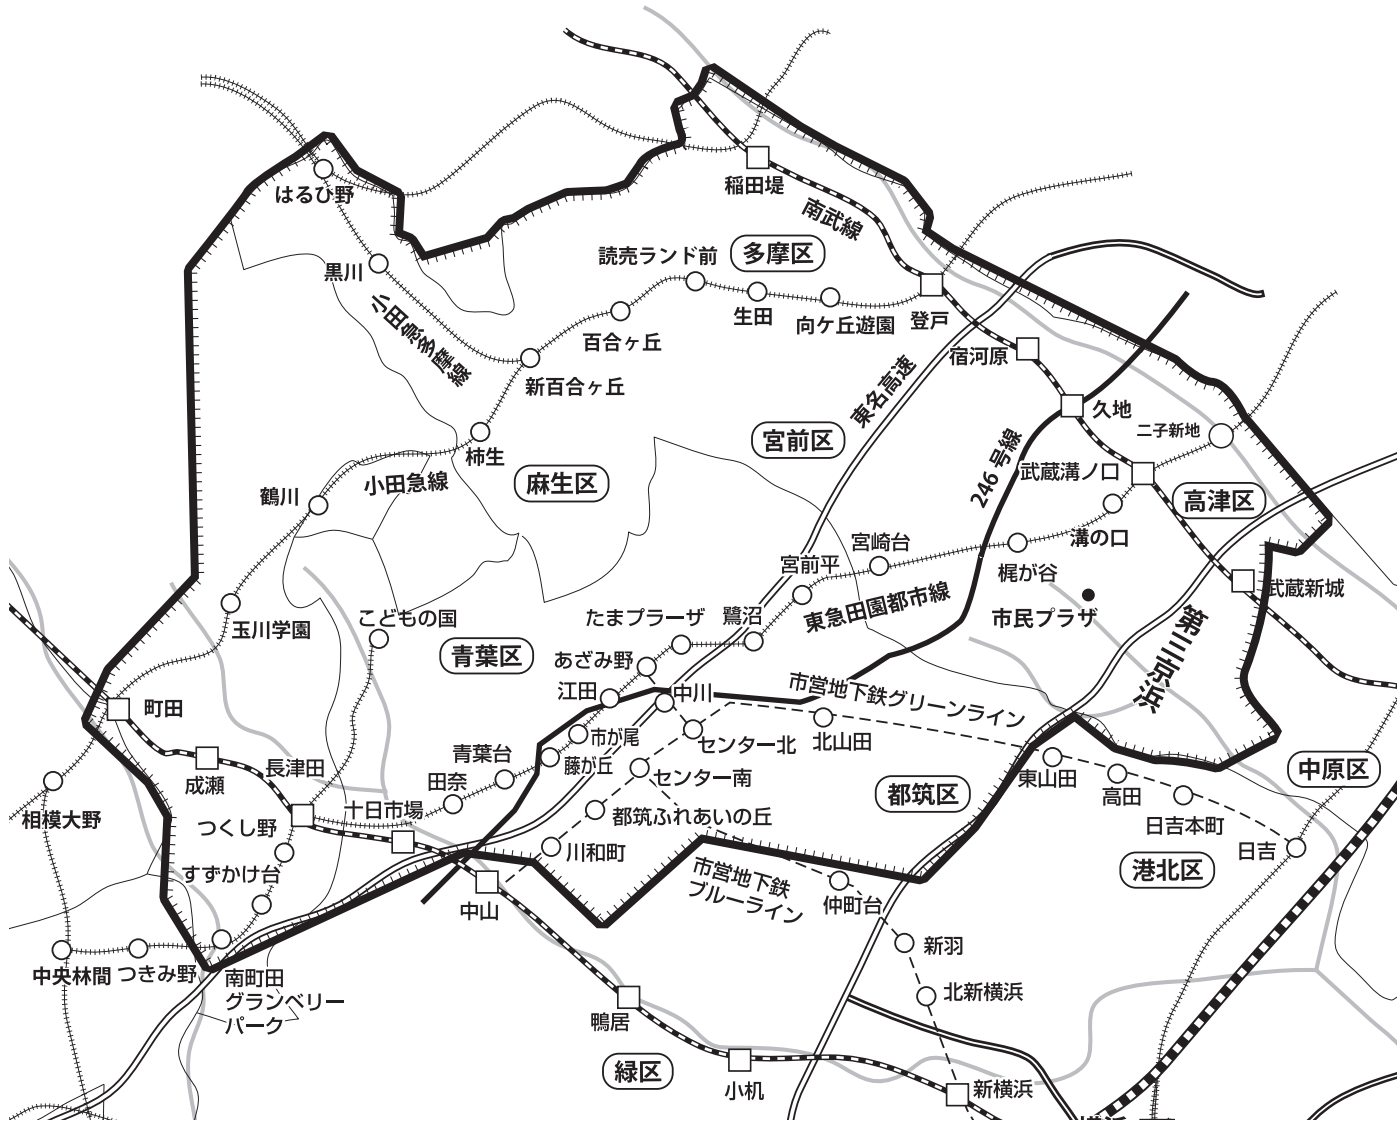 はるひ野
稲田堤
南武線
読売ランド前
多摩区
黒川
小田急多摩線
生田
向ケ丘遊園
登戸
百合ヶ丘
宿河原
新百合ヶ丘
東名高速
久地
二子新地
宮前区
246号線
柿生
武蔵溝ノ口
小田急線
麻生区
鶴川
高津区
溝の口
宮崎台
宮前平
梶が谷
武蔵新城
東急田園都市線
市民プラザ
第三京浜
こどもの国
たまプラーザ
鷺沼
玉川学園
青葉区
あざみ野
江田
中川
市営地下鉄グリーンライン
町田
市が尾
センター北
北山田
青葉台
藤が丘
長津田
成瀬
田奈
センター南
東山田
中原区
都筑区
高田
十日市場
相模大野
つくし野
都筑ふれあいの丘
日吉本町
川和町
日吉
すずかけ台
市営地下鉄
ブルーライン
港北区
中山
仲町台
新羽
中央林間
つきみ野
南町田
グランベリー
パーク
北新横浜
鴨居
緑区
小机
新横浜